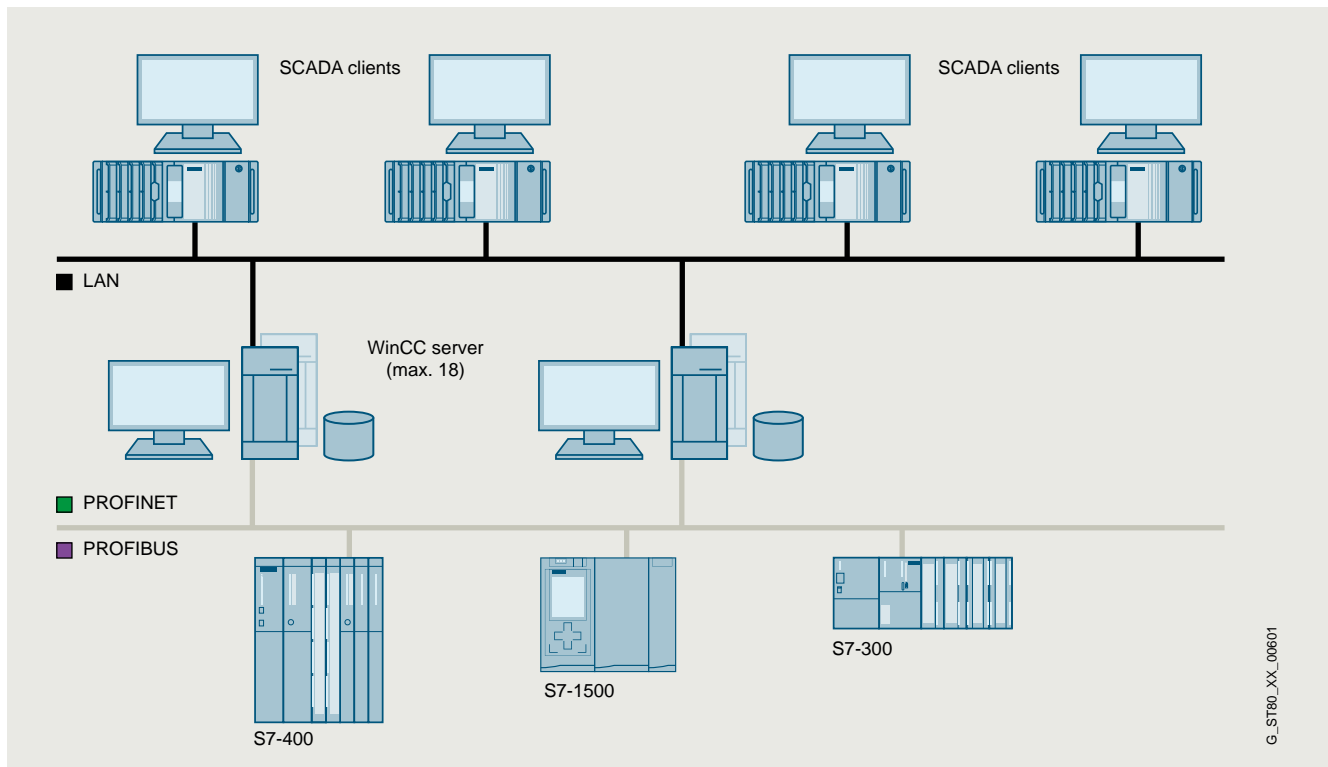 SCADA clients
SCADA clients
LAN
WinCC server
(max. 18)
PROFINET
PROFIBUS
S7-400
S7-1500
S7-300
G_ST80_XX_00601